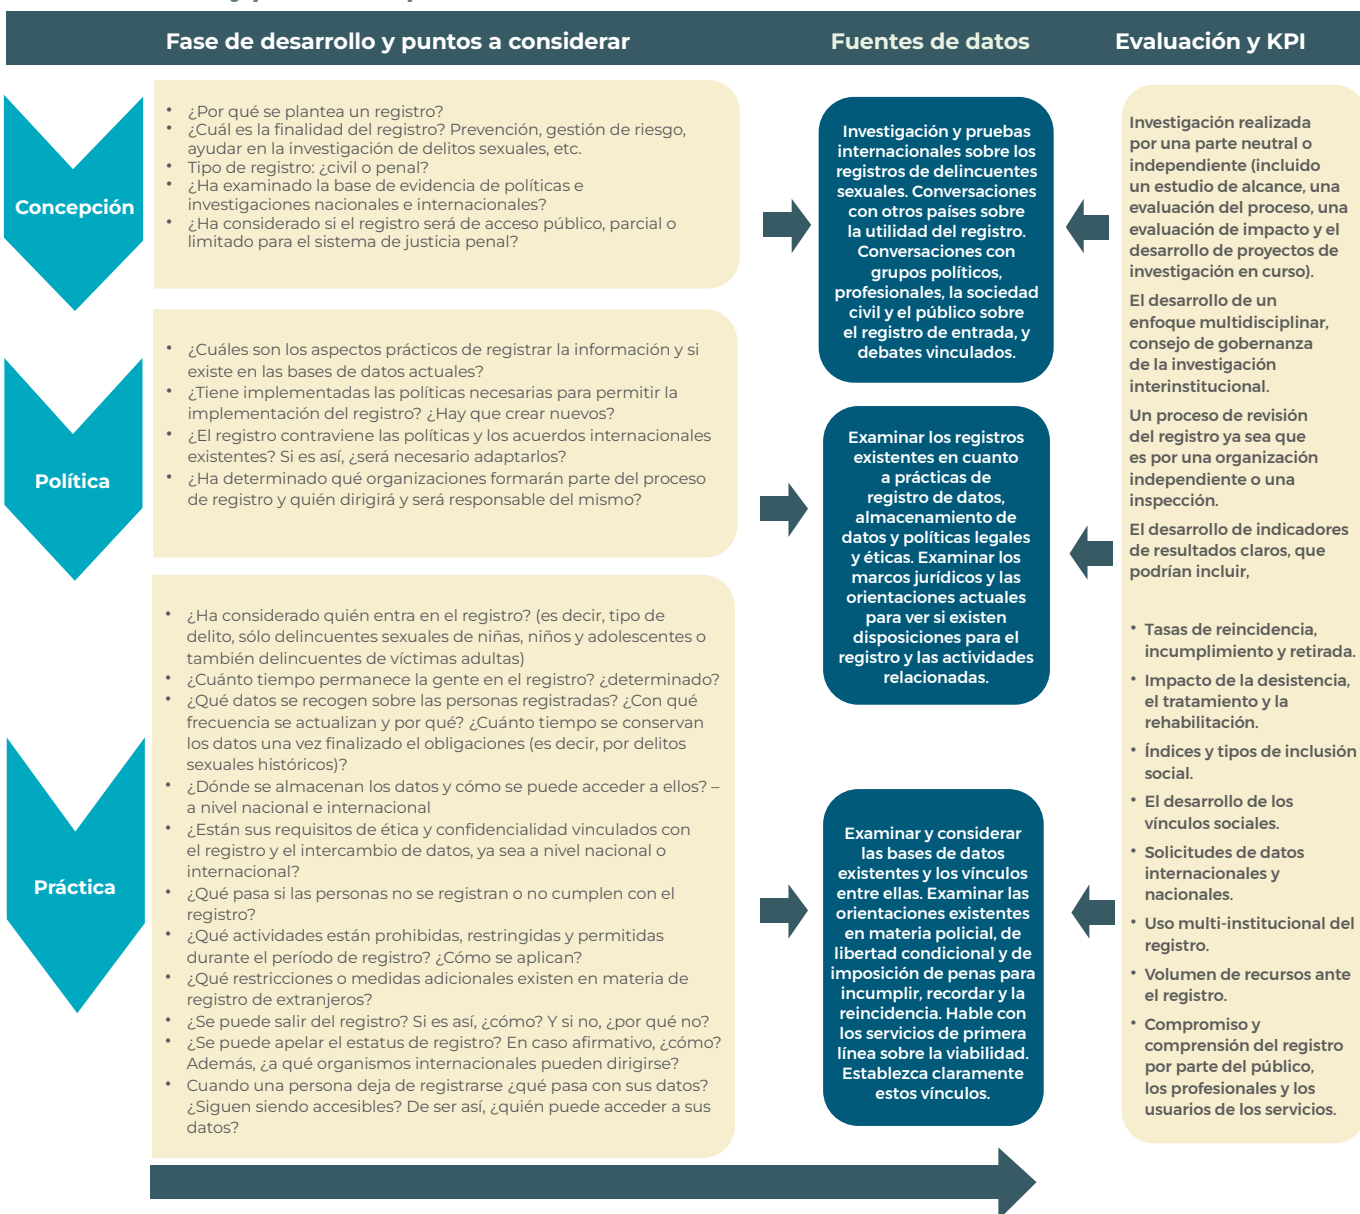 Fase de desarrollo y puntos a considerar
Fuentes de datos
Evaluación y KPI
Concepción
• ¿Por qué se plantea un registro?
• ¿Cuál es la finalidad del registro? Prevención, gestión de riesgo,
ayudar en la investigación de delitos sexuales, etc.
• Tipo de registro: ¿civil o penal?
• ¿Ha examinado la base de evidencia de políticas e
investigaciones nacionales e internacionales?
• ¿Ha considerado si el registro será de acceso público, parcial o
limitado para el sistema de justicia penal?
Investigación y pruebas
internacionales sobre los
registros de delincuentes
sexuales. Conversaciones
con otros países sobre
la utilidad del registro.
Conversaciones con
grupos políticos,
profesionales, la sociedad
civil y el público sobre
el registro de entrada, y
debates vinculados.
Política
• ¿Cuáles son los aspectos prácticos de registrar la información y si
existe en las bases de datos actuales?
• ¿Tiene implementadas las políticas necesarias para permitir la
implementación del registro? ¿Hay que crear nuevos?
• ¿El registro contraviene las políticas y los acuerdos internacionales
existentes? Si es así, ¿será necesario adaptarlos?
• ¿Ha determinado qué organizaciones formarán parte del proceso
de registro y quién dirigirá y será responsable del mismo?
Examinar los registros
existentes en cuanto
a prácticas de
registro de datos,
almacenamiento de
datos y políticas legales
y éticas. Examinar los
marcos jurídicos y las
orientaciones actuales
para ver si existen
disposiciones para el
registro y las actividades
relacionadas.
Práctica
• ¿Ha considerado quién entra en el registro? (es decir, tipo de
delito, sólo delincuentes sexuales de niñas, niños y adolescentes o
también delincuentes de víctimas adultas)
• ¿Cuánto tiempo permanece la gente en el registro? ¿determinado?
• ¿Qué datos se recogen sobre las personas registradas? ¿Con qué
frecuencia se actualizan y por qué? ¿Cuánto tiempo se conservan
los datos una vez finalizado el obligaciones (es decir, por delitos
sexuales históricos)?
• ¿Dónde se almacenan los datos y cómo se puede acceder a ellos? –
a nivel nacional e internacional
• ¿Están sus requisitos de ética y confidencialidad vinculados con
el registro y el intercambio de datos, ya sea a nivel nacional o
internacional?
• ¿Qué pasa si las personas no se registran o no cumplen con el
registro?
• ¿Qué actividades están prohibidas, restringidas y permitidas
durante el período de registro? ¿Cómo se aplican?
• ¿Qué restricciones o medidas adicionales existen en materia de
registro de extranjeros?
• ¿Se puede salir del registro? Si es así, ¿cómo? Y si no, ¿por qué no?
• ¿Se puede apelar el estatus de registro? En caso afirmativo, ¿cómo?
Además, ¿a qué organismos internacionales pueden dirigirse?
• Cuando una persona deja de registrarse ¿qué pasa con sus datos?
¿Siguen siendo accesibles? De ser así, ¿quién puede acceder a sus
datos?
Examinar y considerar
las bases de datos
existentes y los vínculos
entre ellas. Examinar las
orientaciones existentes
en materia policial, de
libertad condicional y de
imposición de penas para
incumplir, recordar y la
reincidencia. Hable con
los servicios de primera
línea sobre la viabilidad.
Establezca claramente
estos vínculos.
Investigación realizada
por una parte neutral o
independiente (incluido
un estudio de alcance, una
evaluación del proceso, una
evaluación de impacto y el
desarrollo de proyectos de
investigación en curso).
El desarrollo de un
enfoque multidisciplinar,
consejo de gobernanza
de la investigación
interinstitucional.
Un proceso de revisión
del registro ya sea que
es por una organización
independiente o una
inspección.
El desarrollo de indicadores
de resultados claros, que
podrían incluir,
• Tasas de reincidencia,
incumplimiento y retirada.
• Impacto de la desistencia,
el tratamiento y la
rehabilitación.
• Índices y tipos de inclusión
social.
• El desarrollo de los
vínculos sociales.
• Solicitudes de datos
internacionales y
nacionales.
• Uso multi-institucional del
registro.
• Volumen de recursos ante
el registro.
• Compromiso y
comprensión del registro
por parte del público,
los profesionales y los
usuarios de los servicios.